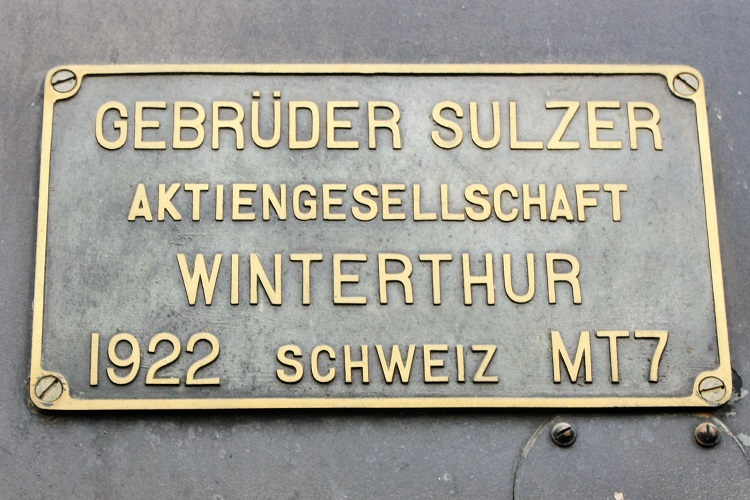 GEBRÜDER SULZER
AKTIENGESELLSCHAFT
WINTERTHUR
1922 SCHWEIZ MT7